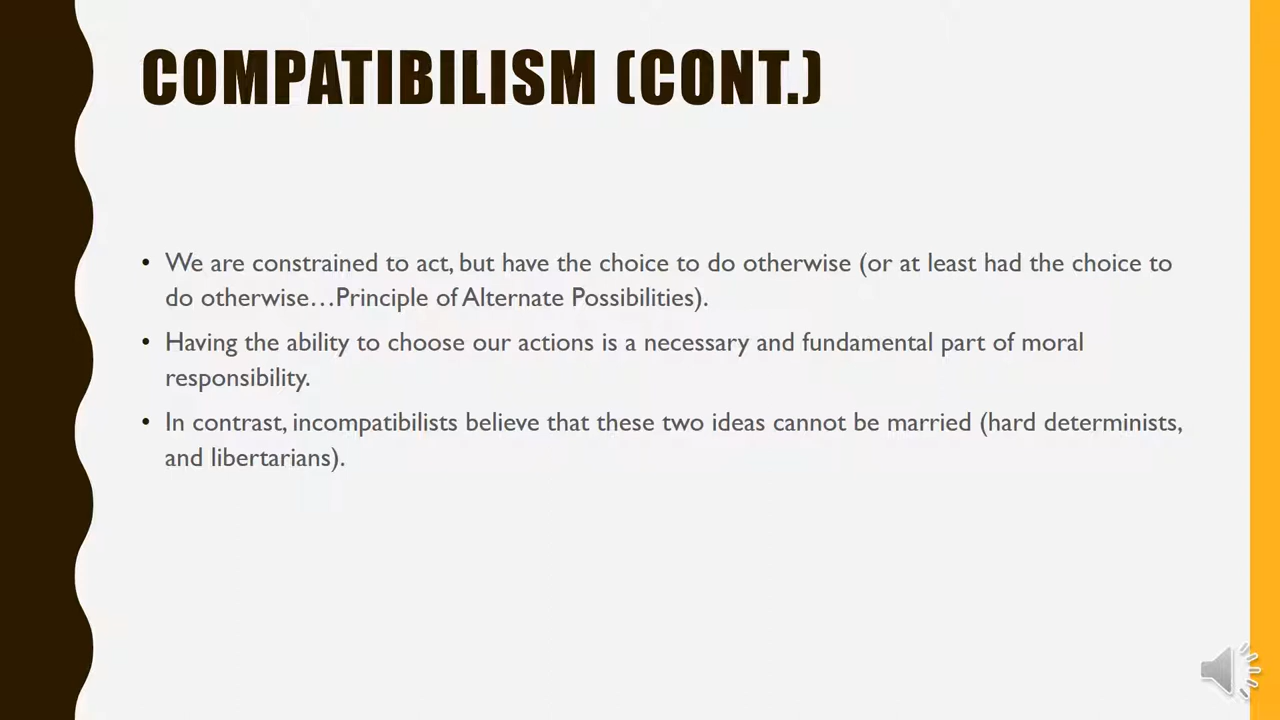 COMPATIBILISM (CONT.)
• We are constrained to act, but have the choice to do otherwise (or at least had the choice to
do otherwise…Principle of Alternate Possibilities).
• Having the ability to choose our actions is a necessary and fundamental part of moral
responsibility.
• In contrast, incompatibilists believe that these two ideas cannot be married (hard determinists,
and libertarians).